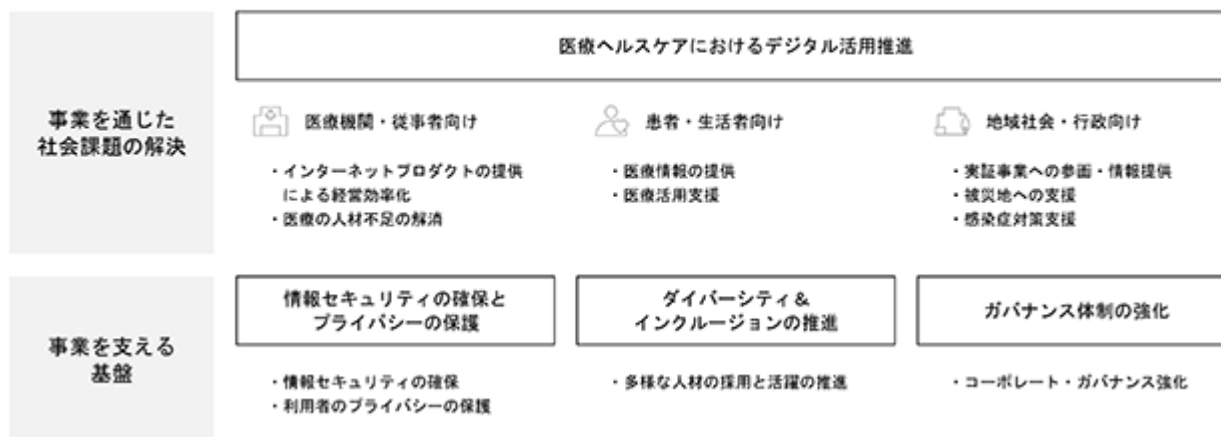 事業を通じた
社会課題の解決
医療ヘルスケアにおけるデジタル活用推進
医療機関・従事者向け
・インターネットプロダクトの提供
による経営効率化
・医療の人材不足の解消
患者・生活者向け
・医療情報の提供
・医療活用支援
地域社会・行政向け
・実証事業への参画・情報提供
・被災地への支援
・感染症対策支援
事業を支える
基盤
情報セキュリティの確保と
プライバシーの保護
・情報セキュリティの確保
・利用者のプライバシーの保護
ダイバーシティ＆
インクルージョンの推進
・多様な人材の採用と活躍の推進
ガバナンス体制の強化
・コーポレート・ガバナンス強化